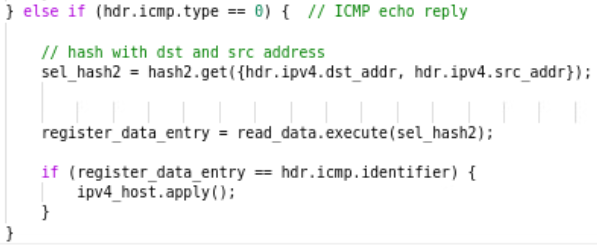 } else if (hdr.icmp.type == 0) {  // ICMP echo reply
// hash with dst and src address
sel_hash2 = hash2.get({hdr.ipv4.dst_addr, hdr.ipv4.src_addr});
register_data_entry = read_data.execute(sel_hash2);
if (register_data_entry == hdr.icmp.identifier) {
ipv4_host.apply();
}
}